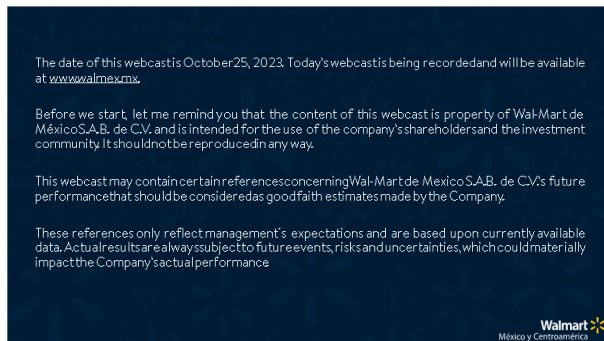 The date of this webcast is October 25, 2023. Today's webcast is being recorded and will be available
at www.walmex.mx.
Before we start, let me remind you that the content of this webcast is property of Wal-Mart de
México S.A.B. de C.V. and is intended for the use of the company's shareholders and the investment
community. It should not be reproduced in any way.
This webcast may contain certain references concerning Wal-Mart de Mexico S.A.B. de C.V.'s future
performance that should be considered as good faith estimates made by the Company.
These references only reflect management's expectations and are based upon currently available
data. Actual results are always subject to future events, risks and uncertainties, which could materially
impact the Company's actual performance
Walmart
México y Centroamérica